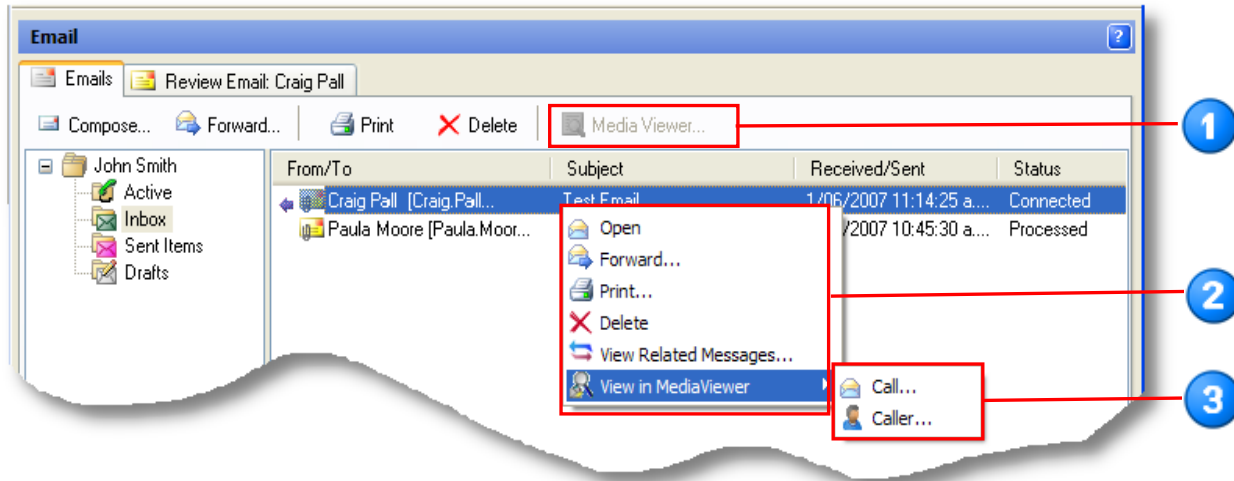 Email ?
Emails Review Email: Craig Pall
Compose... Forward... Print Delete Media Viewer...
1
John Smith
Active
Inbox
Sent Items
Drafts
From/To Subject Received/Sent Status
Craig Pall [Craig.Pall... Test Email 1/06/2007 11:14:25 a.... Connected
Paula Moore [Paula.Moor... /2007 10:45:30 a.... Processed
Open
Forward...
Print...
Delete
View Related Messages...
View in MediaViewer
2
Call...
Caller...
3